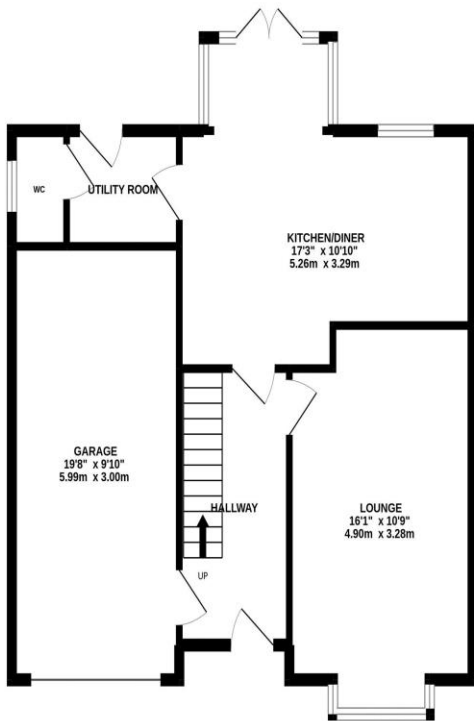 WC
UTILITY ROOM
KITCHEN/DINER
17'3" x 10'10"
5.26m x 3.29m
GARAGE
19'8" x 9'10"
5.99m x 3.00m
HALLWAY
LOUNGE
16'1" x 10'9"
4.90m x 3.28m
UP